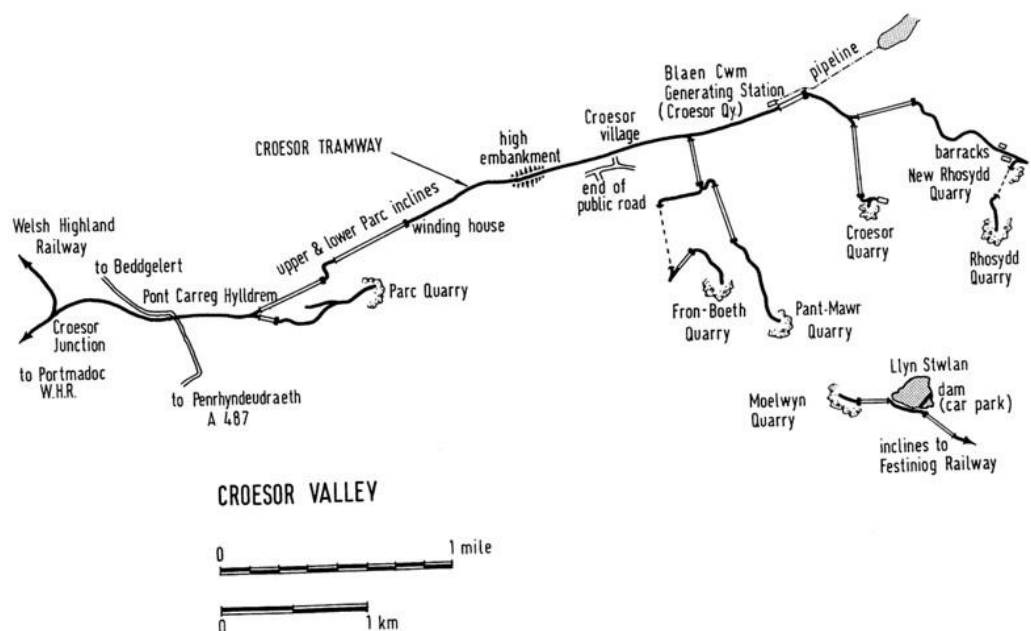 pipeline
Blaen Cwm
Generating Station
(Croesor Qy.)
Croesor
village
high
embankment
CROESOR TRAMWAY
end of
public road
barracks
New Rhosydd
Quarry
upper & lower Parc inclines
winding house
Croesor
Quarry
Rhosydd
Quarry
Welsh Highland
Railway
to Beddgelert
Pont Carreg Hylldrem
Parc Quarry
Fron-Boeth
Quarry
Pant-Mawr
Quarry
Croesor
Junction
to Portmadoc
W.H.R.
to Penrhyndeudraeth
A 487
Llyn Stwlan
dam
(car park)
Moelwyn
Quarry
inclines to
Festiniog Railway
CROESOR VALLEY
0 1 mile
0 1 km